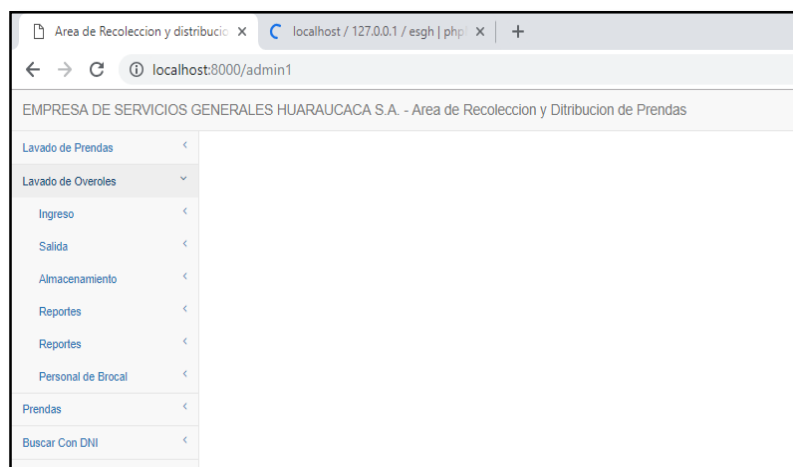 Area de Recoleccion y distribucio
localhost / 127.0.0.1 / esgh | php
localhost:8000/admin1
EMPRESA DE SERVICIOS GENERALES HUARAUCACA S.A. - Area de Recoleccion y Ditribucion de Prendas
Lavado de Prendas
Lavado de Overoles
Ingreso
Salida
Almacenamiento
Reportes
Reportes
Personal de Brocal
Prendas
Buscar Con DNI